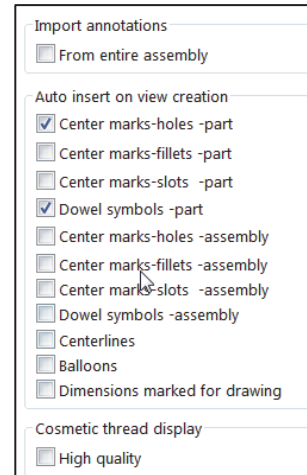 Import annotations
From entire assembly
Auto insert on view creation
Center marks-holes -part
Center marks-fillets -part
Center marks-slots -part
Dowel symbols -part
Center marks-holes -assembly
Center marks-fillets -assembly
Center marks-slots -assembly
Dowel symbols -assembly
Centerlines
Balloons
Dimensions marked for drawing
Cosmetic thread display
High quality